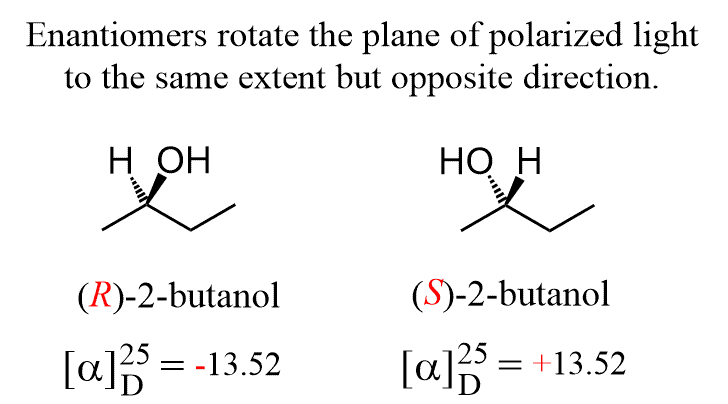 Enantiomers rotate the plane of polarized light
to the same extent but opposite direction.
H OH
HO H
(R)-2-butanol
(S)-2-butanol
[α]25D = -13.52
[α]25D = +13.52